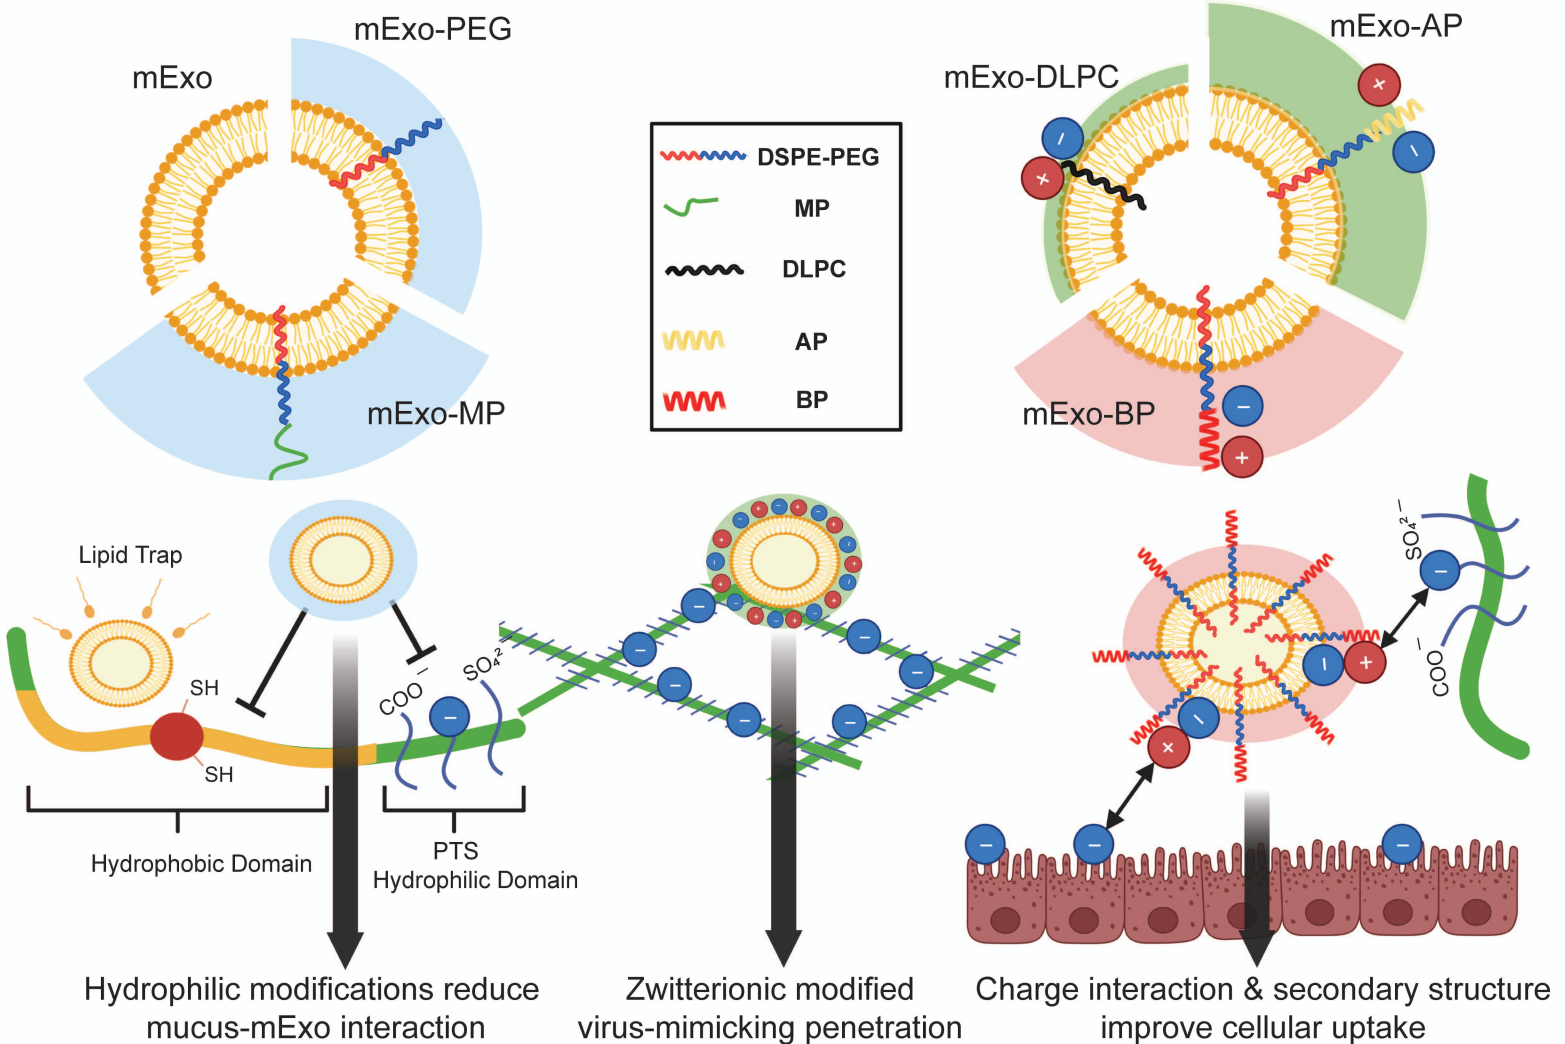 mExo-PEG
mExo
mExo-MP
DSPE-PEG
MP
DLPC
AP
BP
mExo-AP
mExo-DLPC
−
+
+
−
mExo-BP
−
+
Lipid Trap
SH
SH
COO⁻
−
SO₄²⁻
Hydrophobic Domain
PTS
Hydrophilic Domain
Hydrophilic modifications reduce
mucus-mExo interaction
−
−
−
−
−
−
−
Zwitterionic modified
virus-mimicking penetration
SO₄²⁻
−
COO⁻
−
+
−
+
−
−
−
Charge interaction & secondary structure
improve cellular uptake